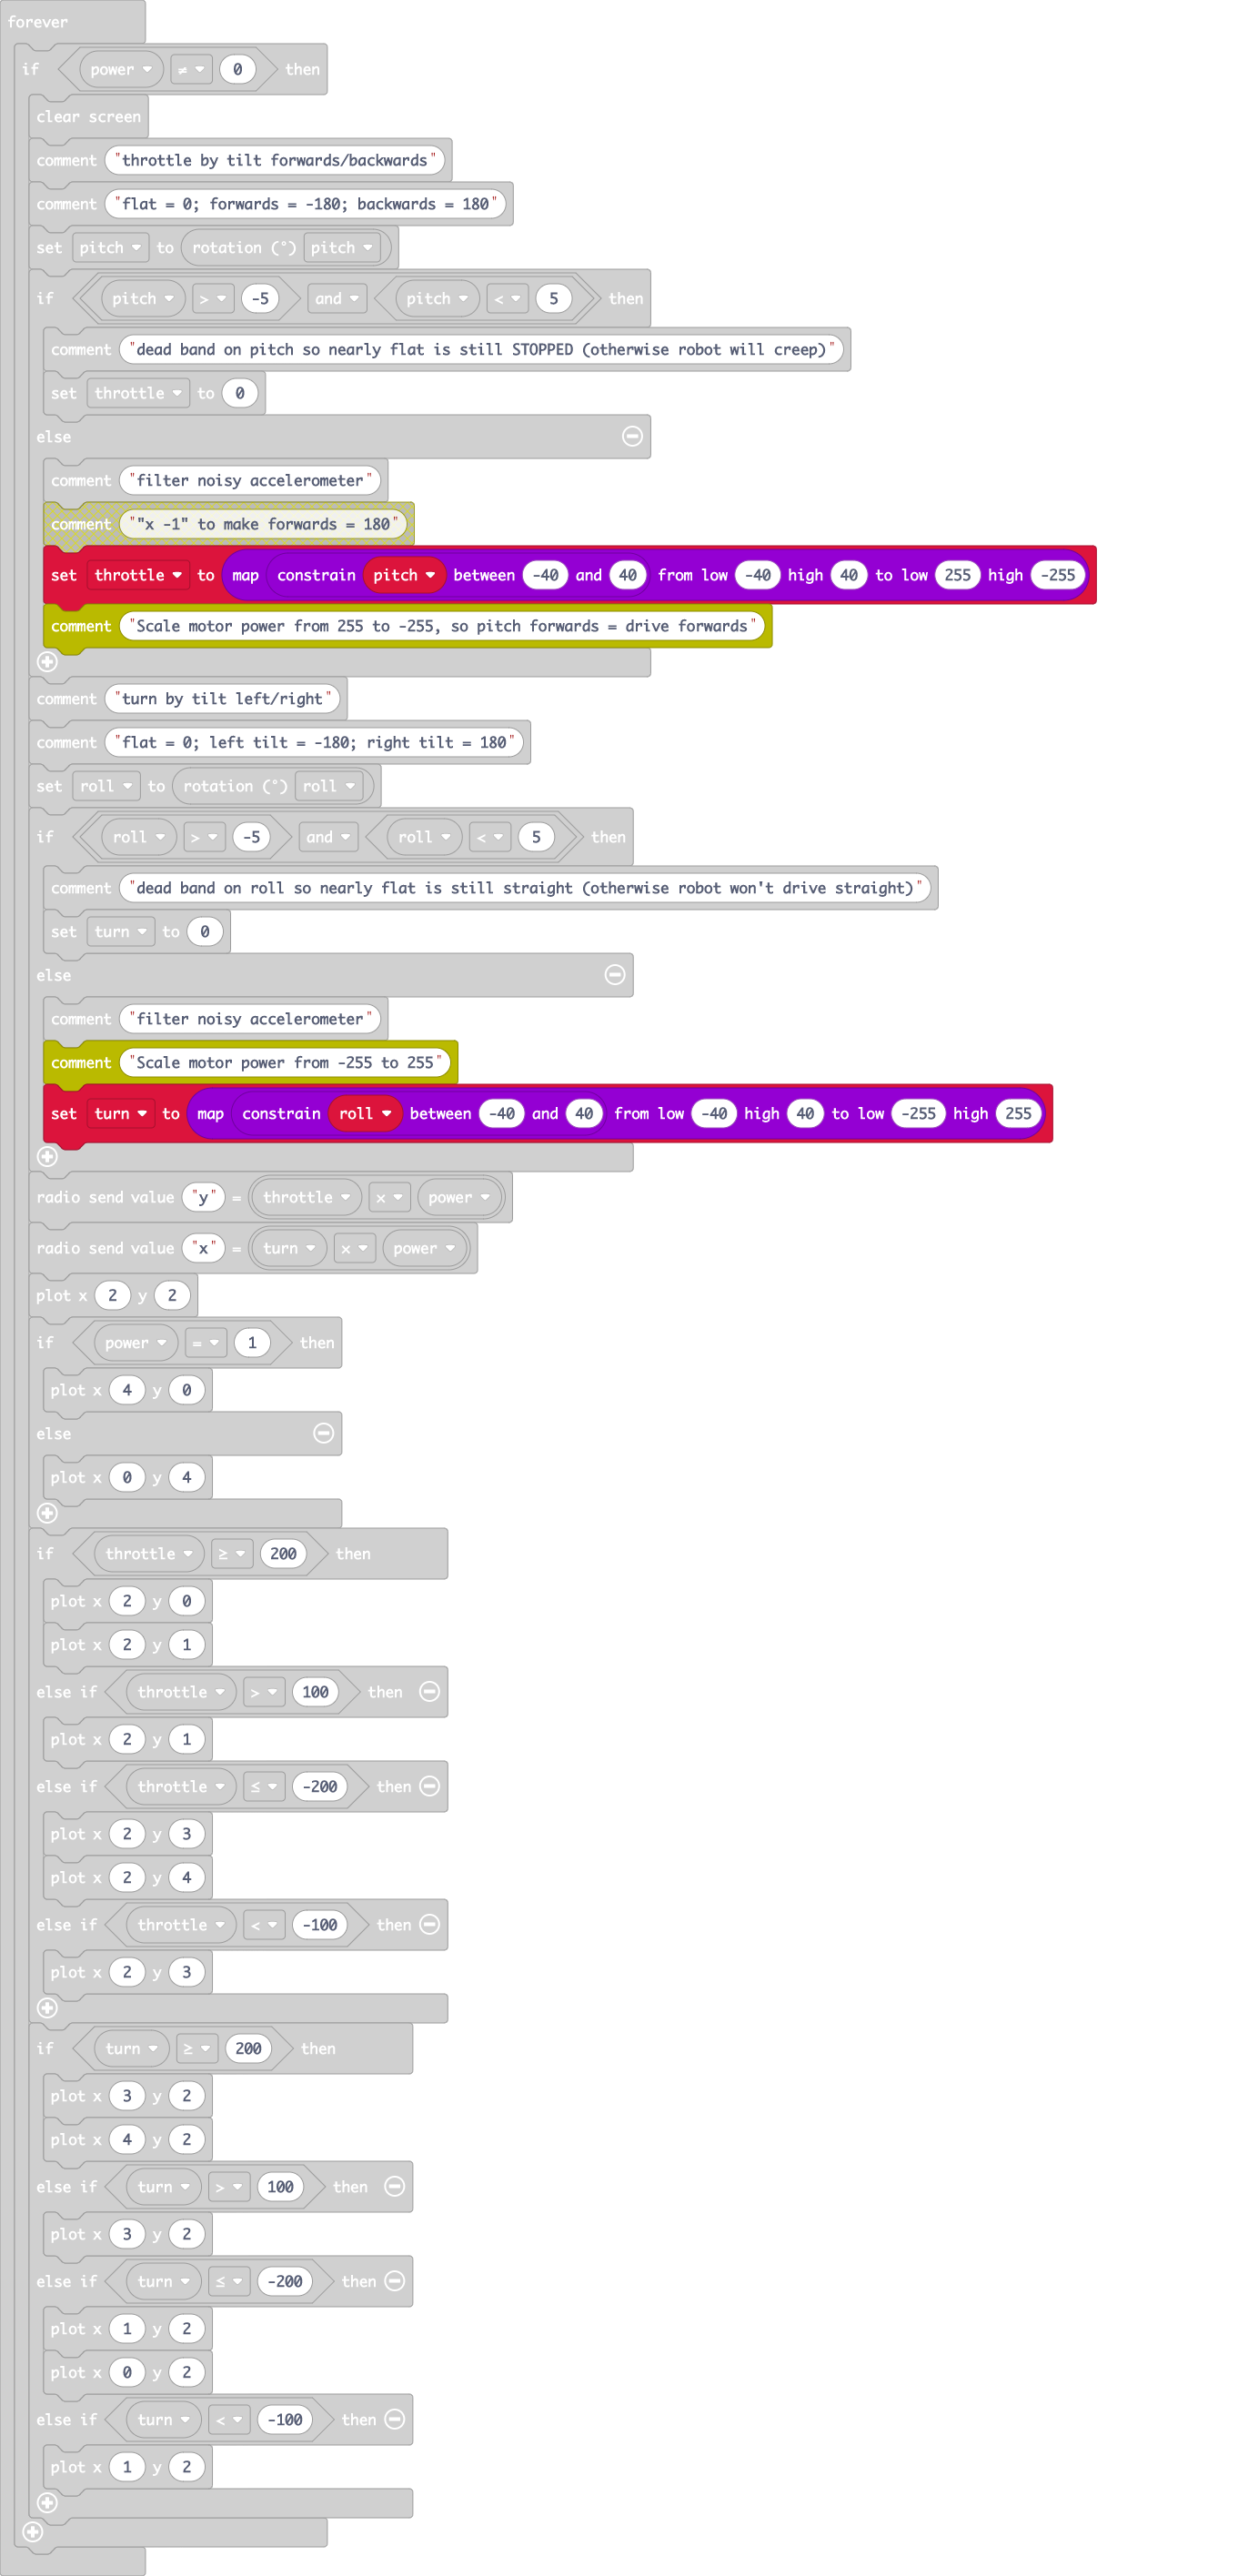 forever
if power ≠ 0 then
clear screen
comment "throttle by tilt forwards/backwards"
comment "flat = 0; forwards = -180; backwards = 180"
set pitch to rotation (°) pitch
if pitch > -5 and pitch < 5 then
comment "dead band on pitch so nearly flat is still STOPPED (otherwise robot will creep)"
set throttle to 0
else
comment "filter noisy accelerometer"
comment ""x -1" to make forwards = 180"
set throttle to map constrain pitch between -40 and 40 from low -40 high 40 to low 255 high -255
comment "Scale motor power from 255 to -255, so pitch forwards = drive forwards"
comment "turn by tilt left/right"
comment "flat = 0; left tilt = -180; right tilt = 180"
set roll to rotation (°) roll
if roll > -5 and roll < 5 then
comment "dead band on roll so nearly flat is still straight (otherwise robot won't drive straight)"
set turn to 0
else
comment "filter noisy accelerometer"
comment "Scale motor power from -255 to 255"
set turn to map constrain roll between -40 and 40 from low -40 high 40 to low -255 high 255
radio send value "y" = throttle × power
radio send value "x" = turn × power
plot x 2 y 2
if power = 1 then
plot x 4 y 0
else
plot x 0 y 4
if throttle ≥ 200 then
plot x 2 y 0
plot x 2 y 1
else if throttle > 100 then
plot x 2 y 1
else if throttle ≤ -200 then
plot x 2 y 3
plot x 2 y 4
else if throttle < -100 then
plot x 2 y 3
if turn ≥ 200 then
plot x 3 y 2
plot x 4 y 2
else if turn > 100 then
plot x 3 y 2
else if turn ≤ -200 then
plot x 1 y 2
plot x 0 y 2
else if turn < -100 then
plot x 1 y 2